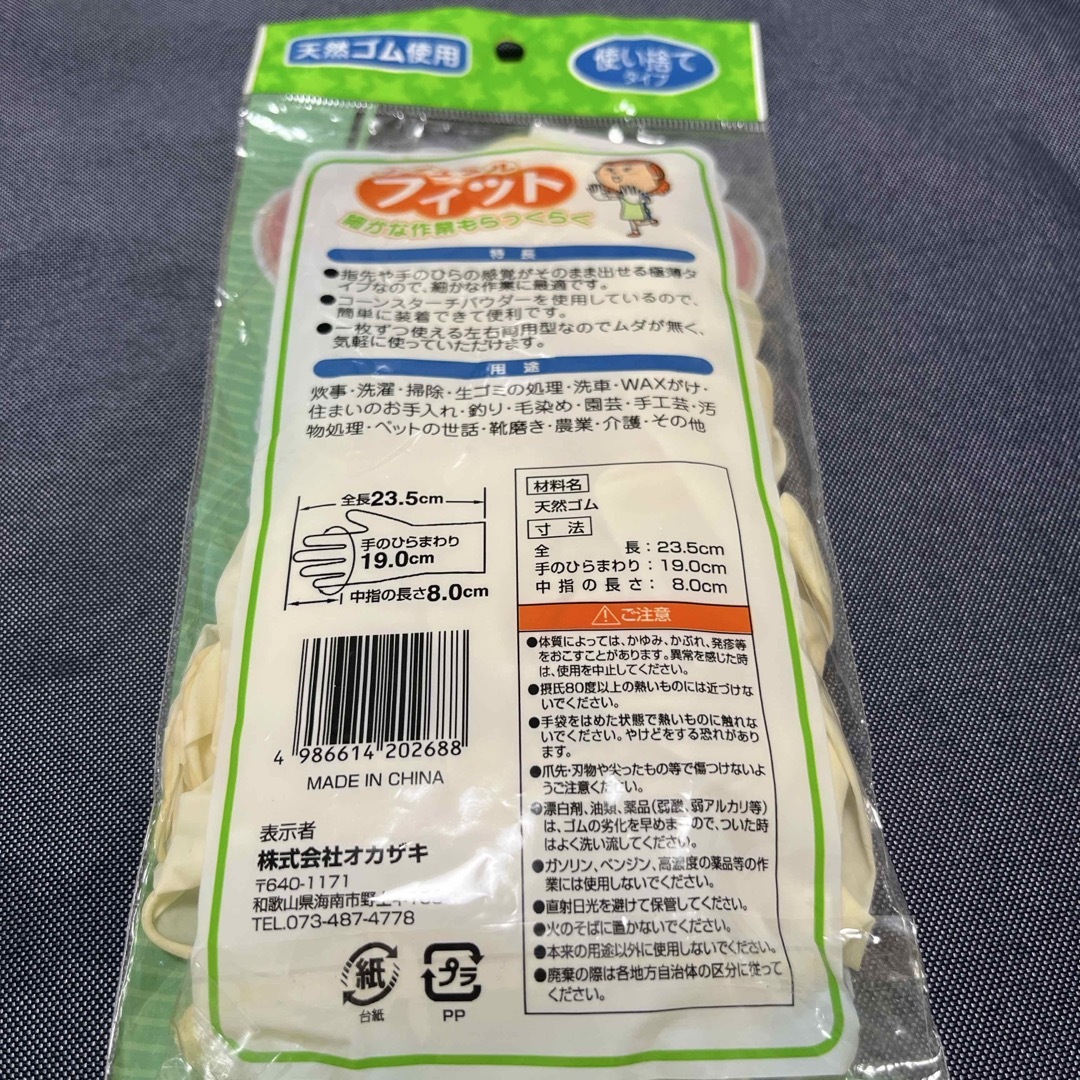 天然ゴム使用
使い捨て
タイプ
フィット
細かな作業もらっくらく
特長
●指先や手のひらの感覚がそのまま出せる極薄タ
イプなので、細かな作業に最適です。
●コーンスターチパウダーを使用しているので、
簡単に装着できて便利です。
●一枚ずつ使える左右両用型なのでムダが無く、
気軽に使っていただけます。
用途
炊事・洗濯・掃除・生ゴミの処理・洗車・WAXがけ・
住まいのお手入れ・釣り・毛染め・園芸・手工芸・汚
物処理・ペットの世話・靴磨き・農業・介護・その他
全長23.5cm
手のひらまわり
19.0cm
中指の長さ8.0cm
4 986614 202688
MADE IN CHINA
表示者
株式会社オカザキ
〒640-1171
和歌山県海南市野上中
TEL.073-487-4778
紙
台紙
プラ
PP
材料名
天然ゴム
寸法
全長：23.5cm
手のひらまわり：19.0cm
中指の長さ：8.0cm
ご注意
●体質によっては、かゆみ、かぶれ、発疹等
をおこすことがあります。異常を感じた時
は、使用を中止してください。
●摂氏80度以上の熱いものには近づけな
いでください。
●手袋をはめた状態で熱いものに触れな
いでください。やけどをする恐れがあり
ます。
●爪先・刃物や尖ったもの等で傷つけないよ
うご注意ください。
●漂白剤、油類、薬品(弱酸、弱アルカリ等)
は、ゴムの劣化を早めますので、ついた時
はよく洗い流してください。
●ガソリン、ベンジン、高濃度の薬品等の作
業には使用しないでください。
●直射日光を避けて保管してください。
●火のそばに置かないでください。
●本来の用途以外に使用しないでください。
●廃棄の際は各地方自治体の区分に従って
ください。